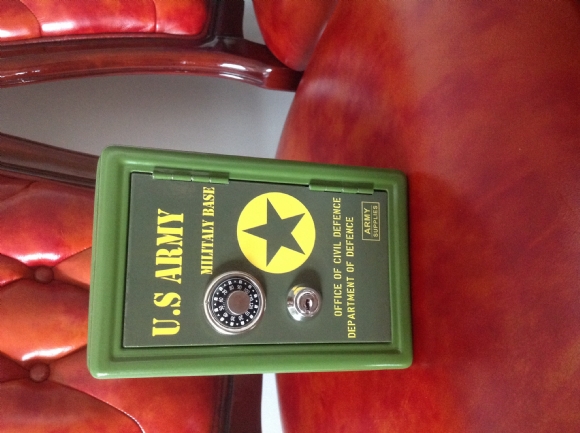 U.S ARMY
MILITALY BASE
OFFICE OF CIVIL DEFENCE
DEPARTMENT OF DEFENCE
ARMY
SUPPLIES